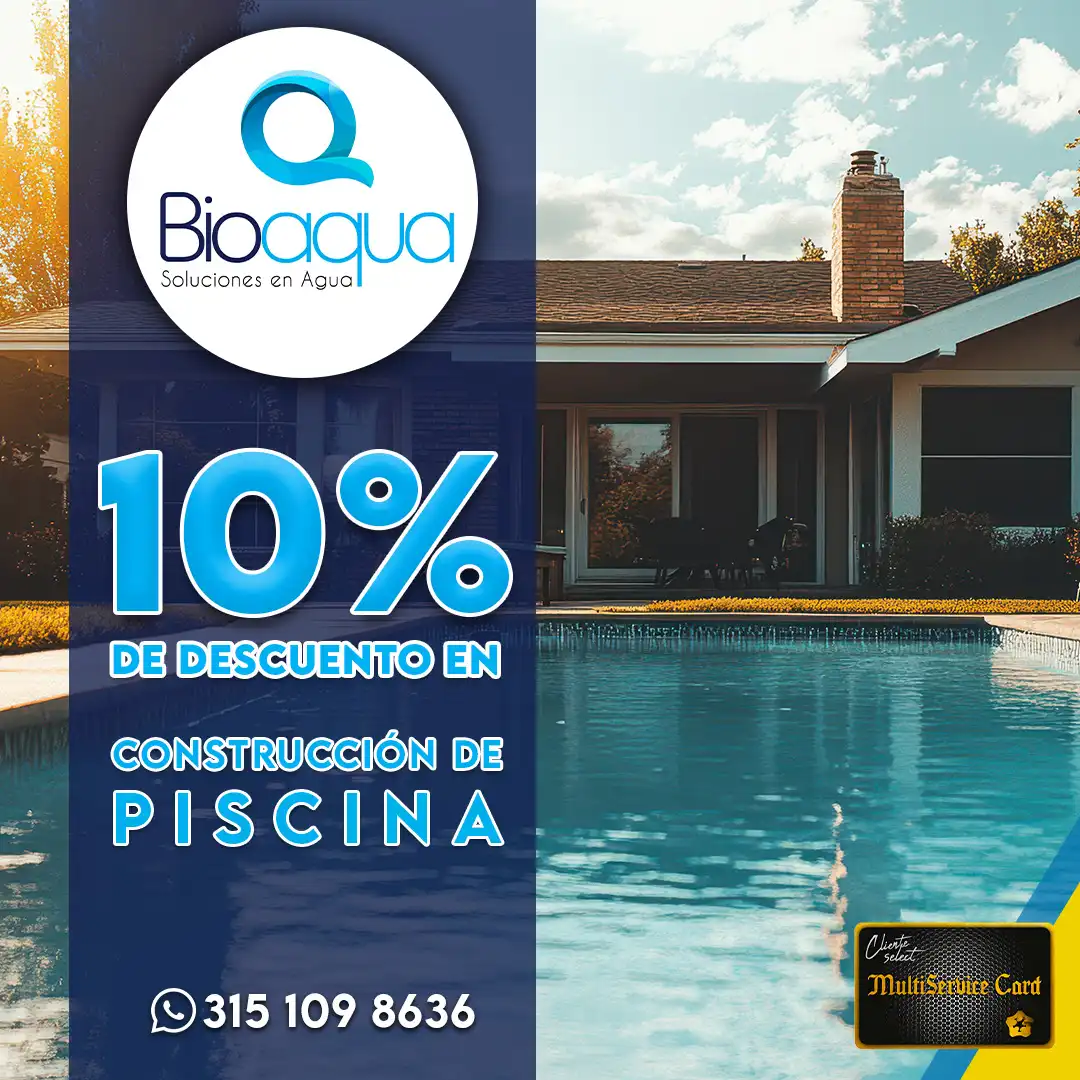 Bioaqua
Soluciones en Agua
10%
DE DESCUENTO EN
CONSTRUCCIÓN DE
PISCINA
315 109 8636
Cliente
select
MultiService Card